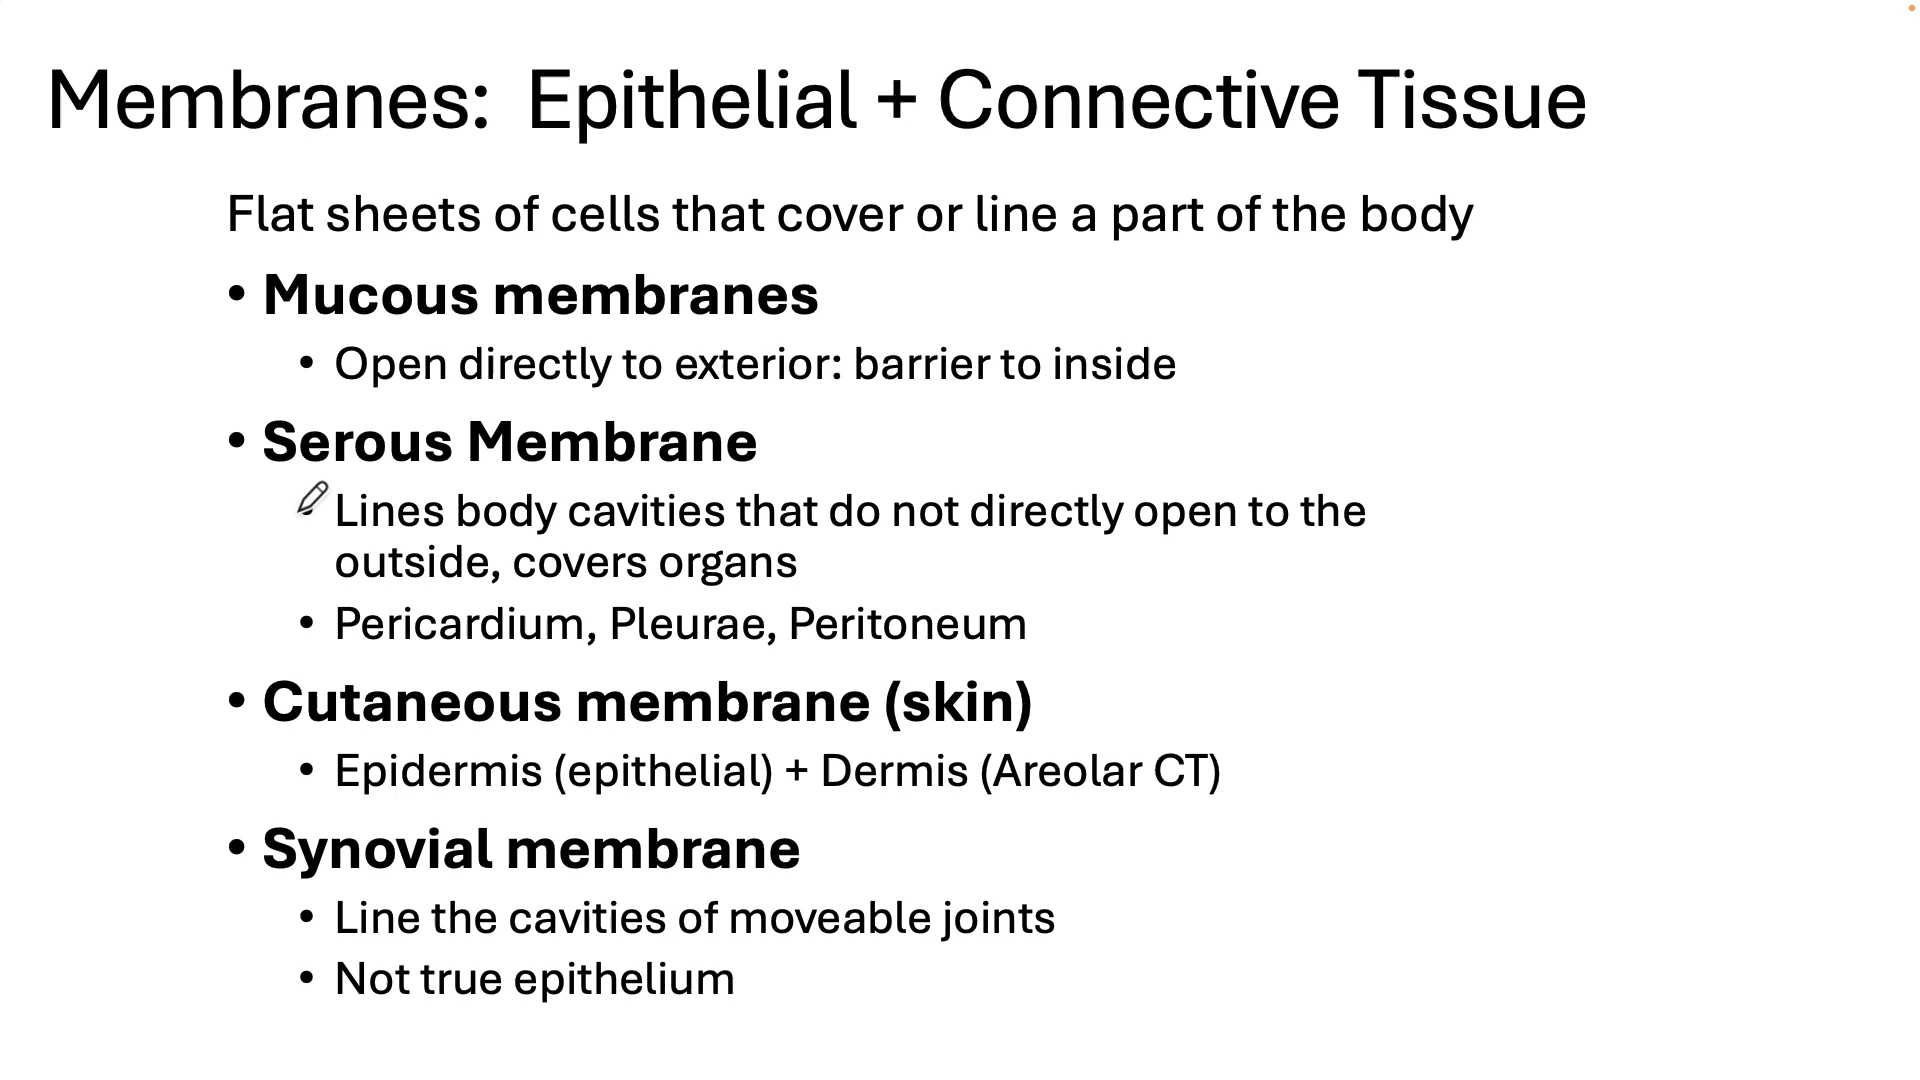 Membranes: Epithelial + Connective Tissue
Flat sheets of cells that cover or line a part of the body
• Mucous membranes
• Open directly to exterior: barrier to inside
• Serous Membrane
Lines body cavities that do not directly open to the
outside, covers organs
• Pericardium, Pleurae, Peritoneum
• Cutaneous membrane (skin)
• Epidermis (epithelial) + Dermis (Areolar CT)
• Synovial membrane
• Line the cavities of moveable joints
• Not true epithelium